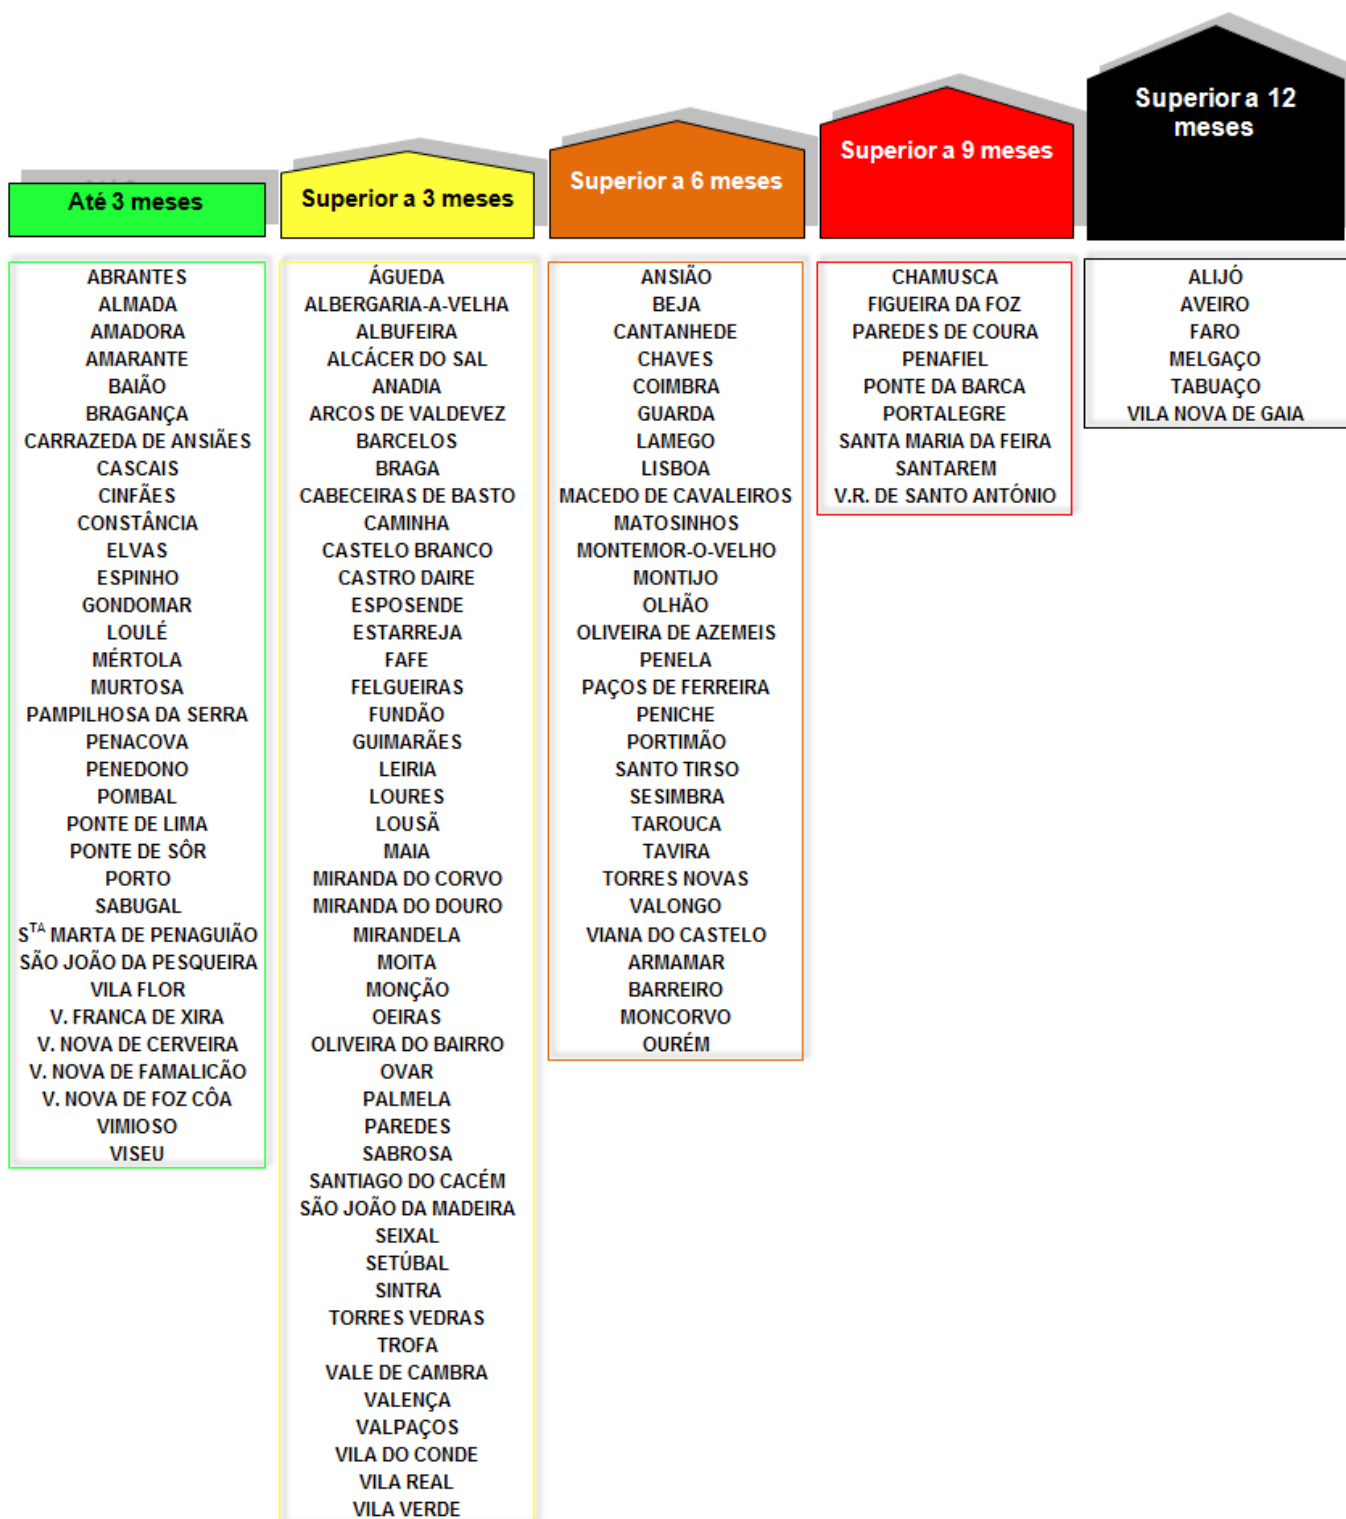 Até 3 meses
ABRANTES
ALMADA
AMADORA
AMARANTE
BAIÃO
BRAGANÇA
CARRAZEDA DE ANSIÃES
CASCAIS
CINFÃES
CONSTÂNCIA
ELVAS
ESPINHO
GONDOMAR
LOULÉ
MÉRTOLA
MURTOSA
PAMPILHOSA DA SERRA
PENACOVA
PENEDONO
POMBAL
PONTE DE LIMA
PONTE DE SÔR
PORTO
SABUGAL
Sᵀᴬ MARTA DE PENAGUIÃO
SÃO JOÃO DA PESQUEIRA
VILA FLOR
V. FRANCA DE XIRA
V. NOVA DE CERVEIRA
V. NOVA DE FAMALICÃO
V. NOVA DE FOZ CÔA
VIMIOSO
VISEU
Superior a 3 meses
ÁGUEDA
ALBERGARIA-A-VELHA
ALBUFEIRA
ALCÁCER DO SAL
ANADIA
ARCOS DE VALDEVEZ
BARCELOS
BRAGA
CABECEIRAS DE BASTO
CAMINHA
CASTELO BRANCO
CASTRO DAIRE
ESPOSENDE
ESTARREJA
FAFE
FELGUEIRAS
FUNDÃO
GUIMARÃES
LEIRIA
LOURES
LOUSÃ
MAIA
MIRANDA DO CORVO
MIRANDA DO DOURO
MIRANDELA
MOITA
MONÇÃO
OEIRAS
OLIVEIRA DO BAIRRO
OVAR
PALMELA
PAREDES
SABROSA
SANTIAGO DO CACÉM
SÃO JOÃO DA MADEIRA
SEIXAL
SETÚBAL
SINTRA
TORRES VEDRAS
TROFA
VALE DE CAMBRA
VALENÇA
VALPAÇOS
VILA DO CONDE
VILA REAL
VILA VERDE
Superior a 6 meses
ANSIÃO
BEJA
CANTANHEDE
CHAVES
COIMBRA
GUARDA
LAMEGO
LISBOA
MACEDO DE CAVALEIROS
MATOSINHOS
MONTEMOR-O-VELHO
MONTIJO
OLHÃO
OLIVEIRA DE AZEMEIS
PENELA
PAÇOS DE FERREIRA
PENICHE
PORTIMÃO
SANTO TIRSO
SESIMBRA
TAROUCA
TAVIRA
TORRES NOVAS
VALONGO
VIANA DO CASTELO
ARMAMAR
BARREIRO
MONCORVO
OURÉM
Superior a 9 meses
CHAMUSCA
FIGUEIRA DA FOZ
PAREDES DE COURA
PENAFIEL
PONTE DA BARCA
PORTALEGRE
SANTA MARIA DA FEIRA
SANTAREM
V.R. DE SANTO ANTÓNIO
Superior a 12
meses
ALIJÓ
AVEIRO
FARO
MELGAÇO
TABUAÇO
VILA NOVA DE GAIA